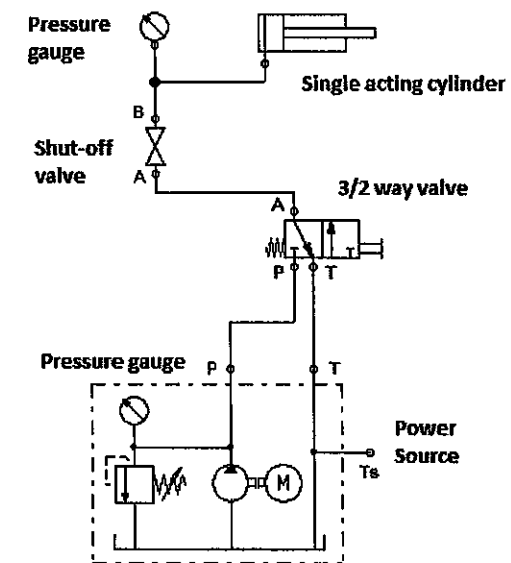 Pressure
gauge
Single acting cylinder
B
Shut-off
valve
A
3/2 way valve
A
T
T
P
T
Pressure gauge
P
T
Power
Source
Ts
M